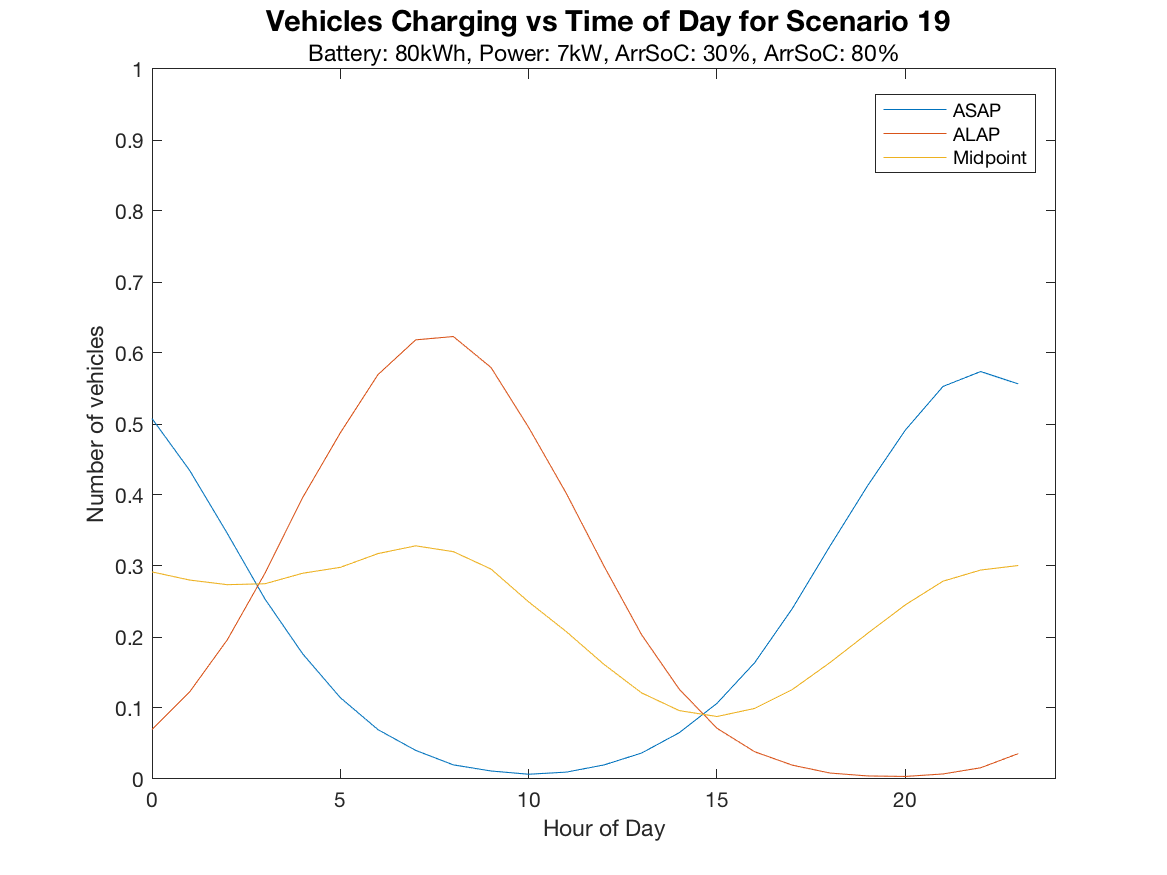 Vehicles Charging vs Time of Day for Scenario 19
Battery: 80kWh, Power: 7kW, ArrSoC: 30%, ArrSoC: 80%
1
0.9
0.8
0.7
0.6
0.5
0.4
0.3
0.2
0.1
0
Number of vehicles
ASAP
ALAP
Midpoint
0 5 10 15 20
Hour of Day